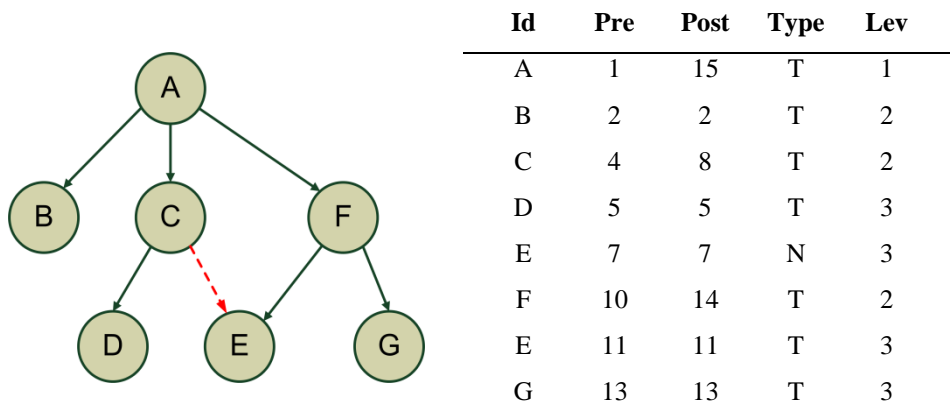 A
B C F
D E G
Id Pre Post Type Lev
A 1 15 T 1
B 2 2 T 2
C 4 8 T 2
D 5 5 T 3
E 7 7 N 3
F 10 14 T 2
E 11 11 T 3
G 13 13 T 3